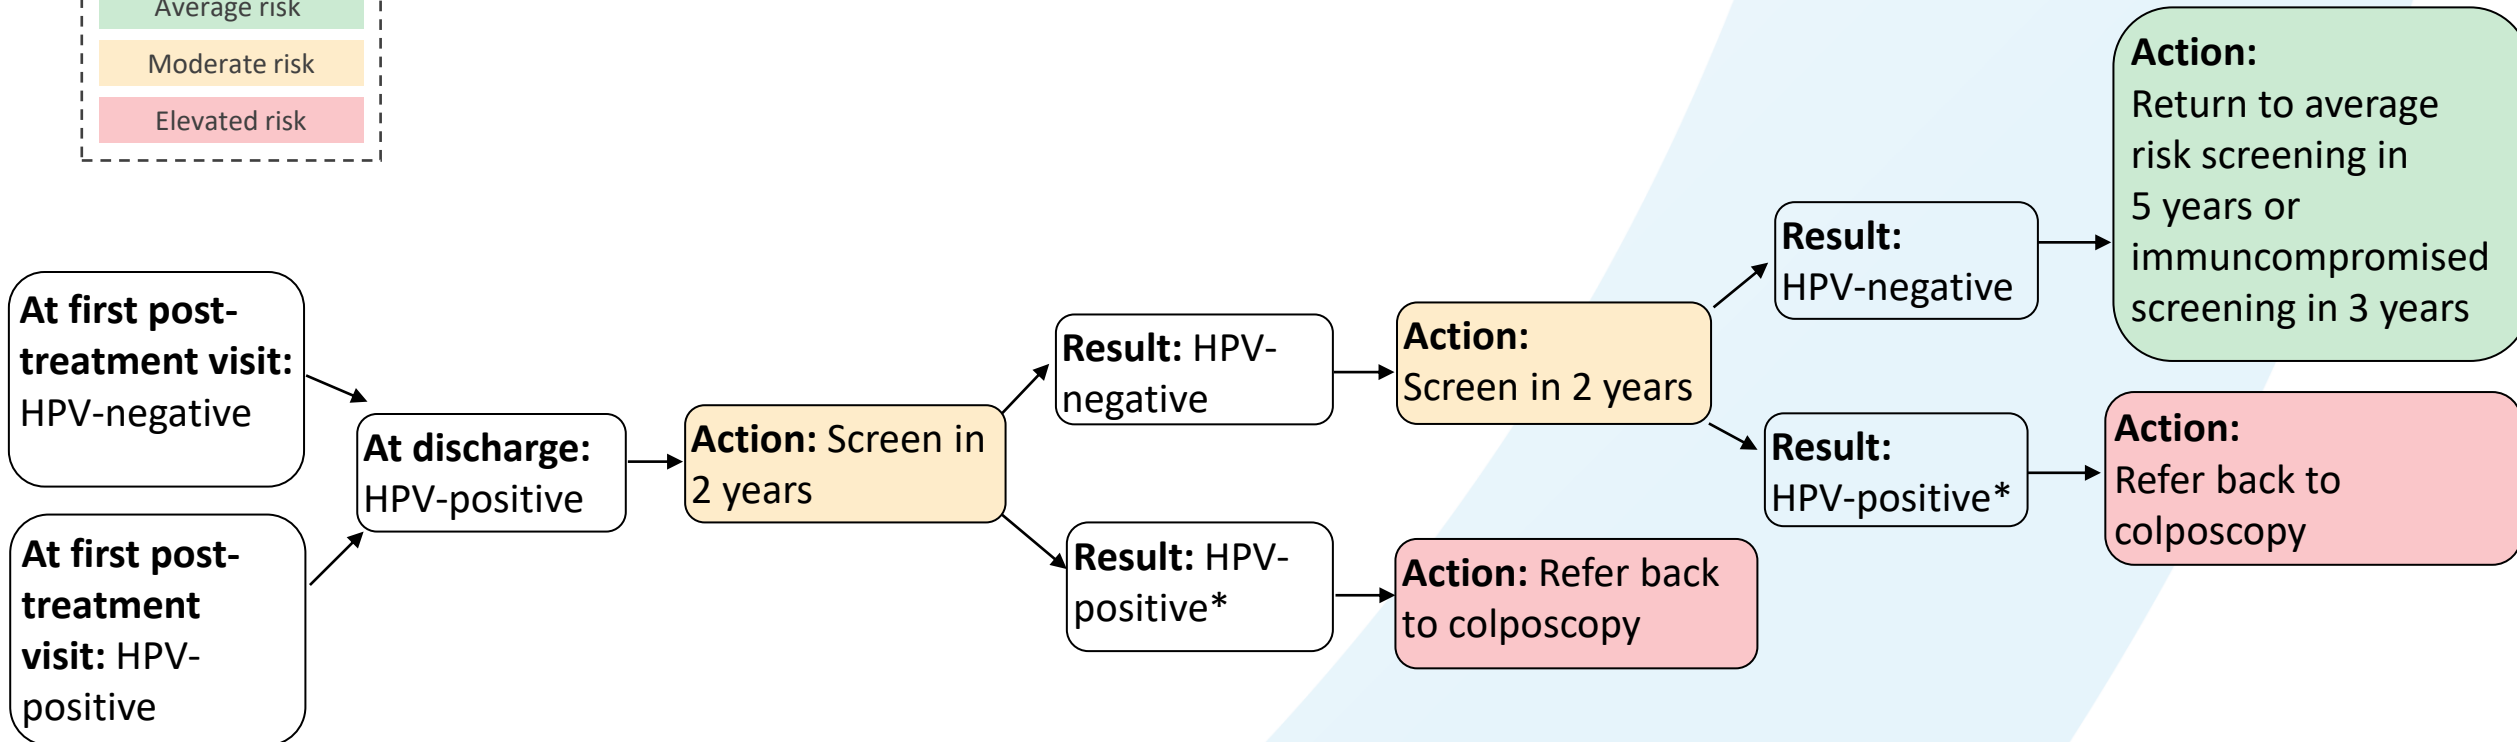 Average risk
Moderate risk
Elevated risk
At first post-
treatment visit:
HPV-negative
At first post-
treatment
visit: HPV-
positive
At discharge:
HPV-positive
Action: Screen in
2 years
Result: HPV-
negative
Result: HPV-
positive*
Action:
Screen in 2 years
Action: Refer back
to colposcopy
Result:
HPV-negative
Result:
HPV-positive*
Action:
Return to average
risk screening in
5 years or
immuncompromised
screening in 3 years
Action:
Refer back to
colposcopy